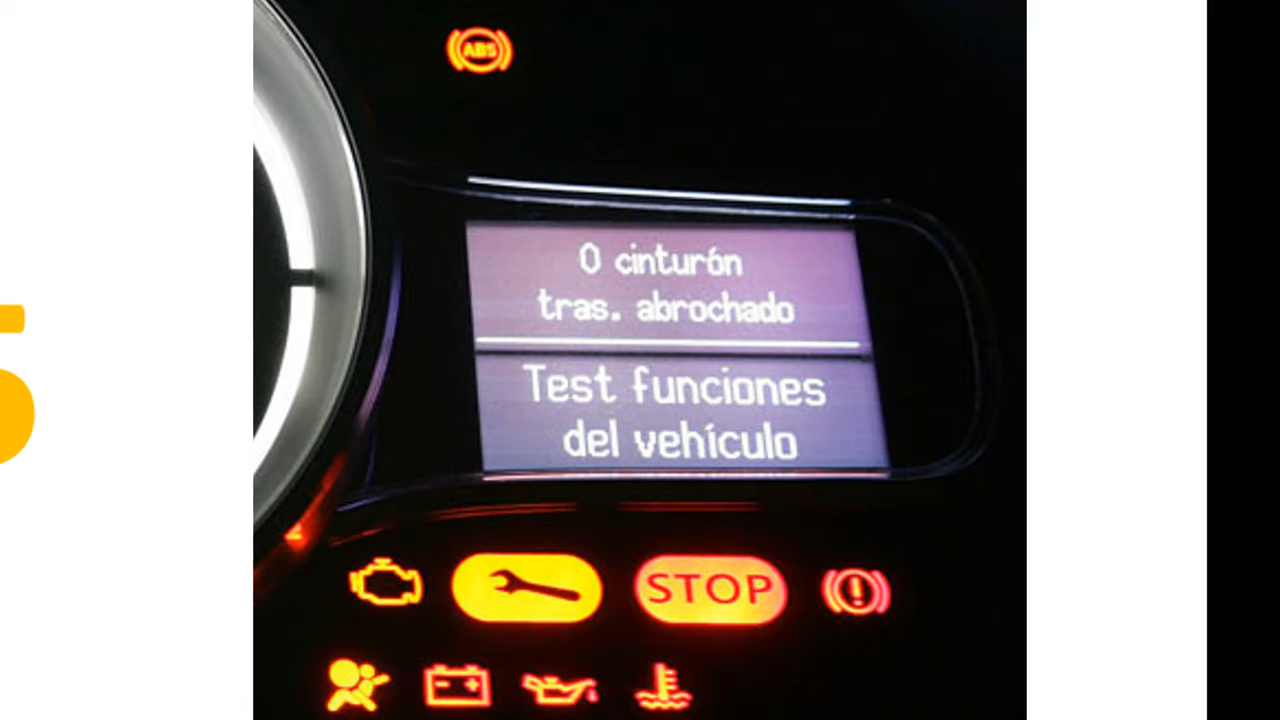 ABS
0 cinturón
tras. abrochado
Test funciones
del vehículo
STOP